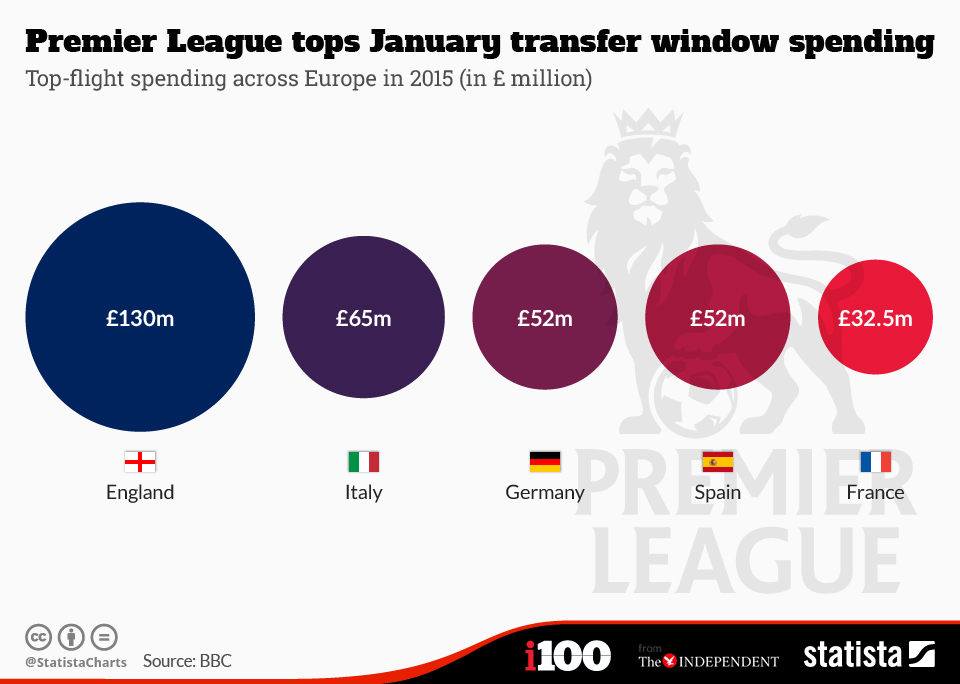 Premier League tops January transfer window spending
Top-flight spending across Europe in 2015 (in £ million)
£130m
£65m
£52m
£52m
£32.5m
England
Italy
Germany
Spain
France
PREMIER
LEAGUE
cc
@StatistaCharts
Source: BBC
i100
from
The INDEPENDENT
statista